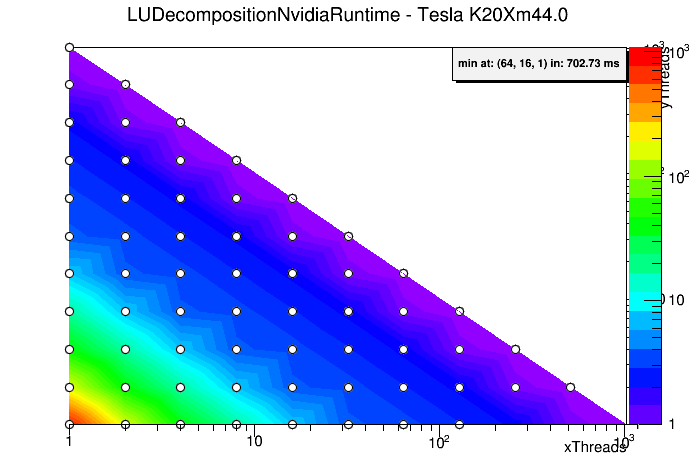 LUDecompositionNvidiaRuntime - Tesla K20Xm44.0
min at: (64, 16, 1) in: 702.73 ms
10³
yThreads
10²
10
1
1
10
10²
10³
xThreads